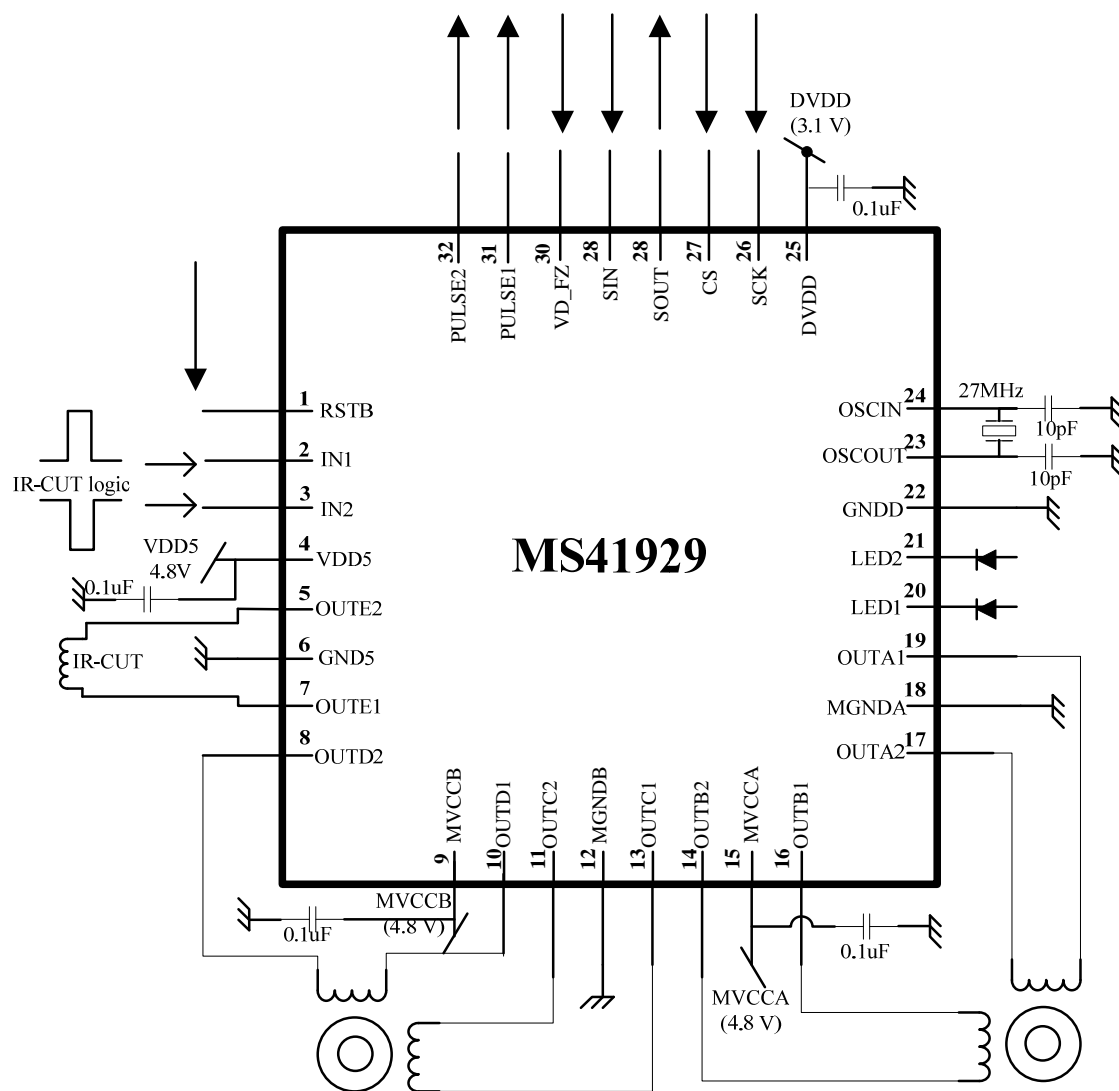 DVDD
(3.1 V)
0.1uF
32
31
30
28
28
27
26
25
PULSE2
PULSE1
VD_FZ
SIN
SOUT
CS
SCK
DVDD
1
RSTB
2
IN1
IR-CUT logic
3
IN2
VDD5
4.8V
4
VDD5
0.1uF
5
OUTE2
IR-CUT
6
GND5
7
OUTE1
8
OUTD2
MS41929
24
OSCIN
27MHz
10pF
23
OSCOUT
10pF
22
GNDD
21
LED2
20
LED1
19
OUTA1
18
MGNDA
17
OUTA2
MVCCB
OUTD1
OUTC2
MGNDB
OUTC1
OUTB2
MVCCA
OUTB1
9
10
11
12
13
14
15
16
MVCCB
(4.8 V)
0.1uF
0.1uF
MVCCA
(4.8 V)